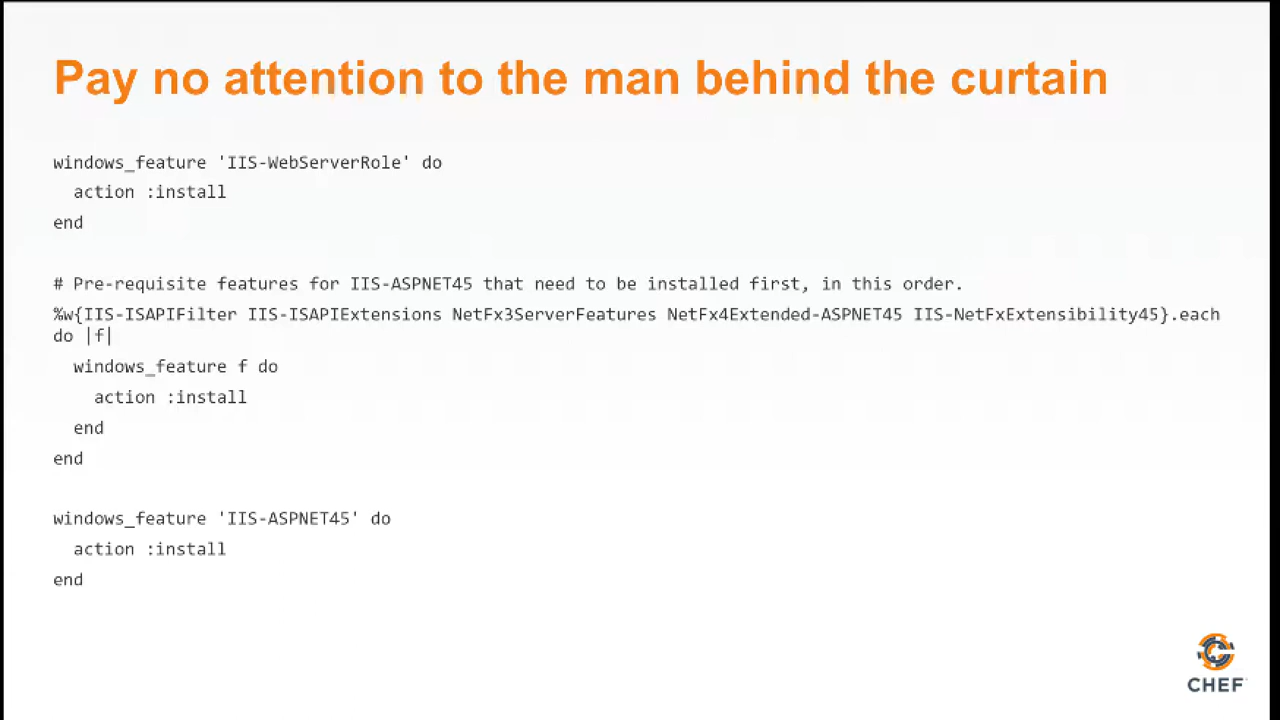 Pay no attention to the man behind the curtain
windows_feature 'IIS-WebServerRole' do
  action :install
end
# Pre-requisite features for IIS-ASPNET45 that need to be installed first, in this order.
%w{IIS-ISAPIFilter IIS-ISAPIExtensions NetFx3ServerFeatures NetFx4Extended-ASPNET45 IIS-NetFxExtensibility45}.each
do |f|
  windows_feature f do
    action :install
  end
end
windows_feature 'IIS-ASPNET45' do
  action :install
end
CHEF